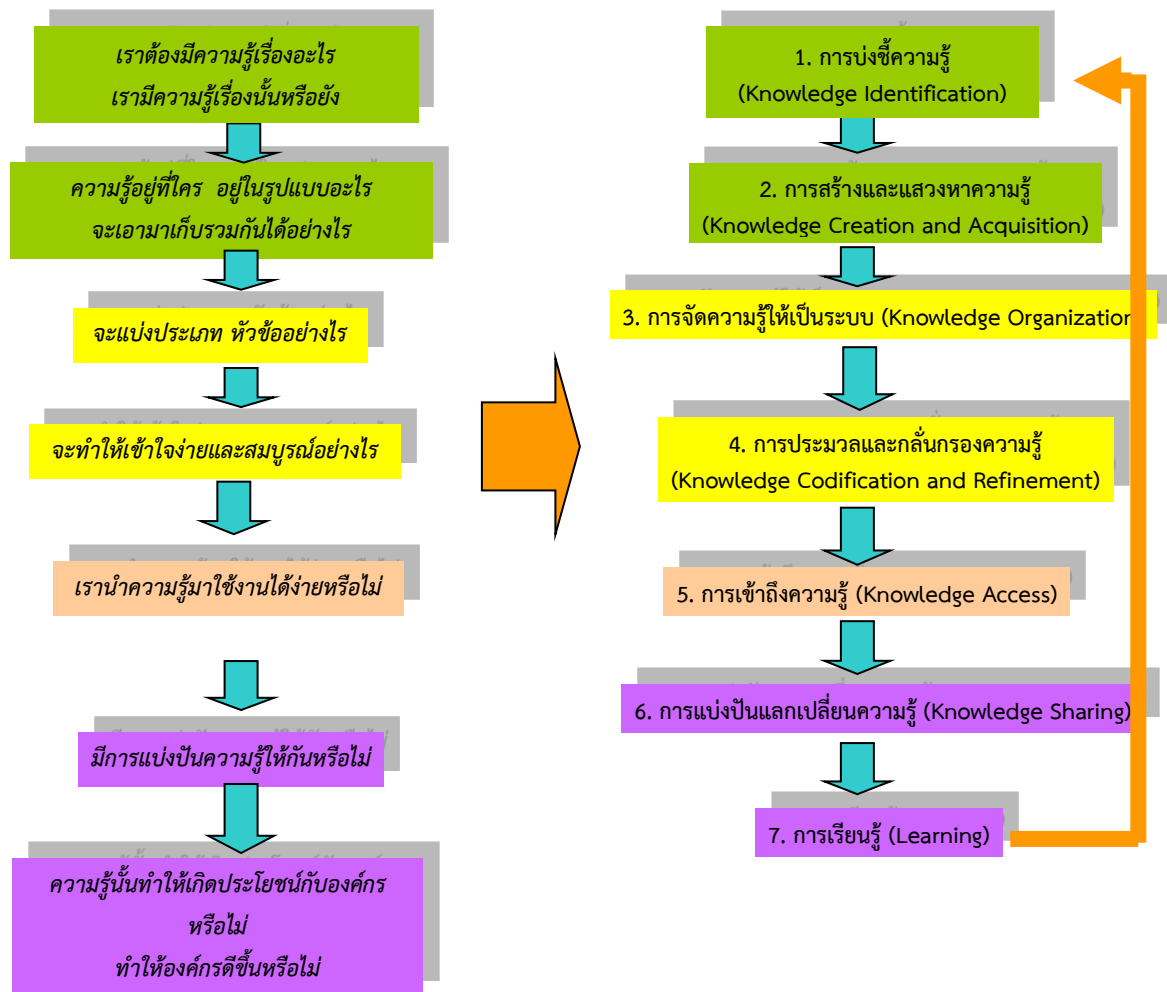 เราต้องมีความรู้เรื่องอะไร
เรามีความรู้เรื่องนั้นหรือยัง
ความรู้อยู่ที่ใคร อยู่ในรูปแบบอะไร
จะเอามาเก็บรวมกันได้อย่างไร
จะแบ่งประเภท หัวข้ออย่างไร
จะทำให้เข้าใจง่ายและสมบูรณ์อย่างไร
เรานำความรู้มาใช้งานได้ง่ายหรือไม่
มีการแบ่งปันความรู้ให้กันหรือไม่
ความรู้นั้นทำให้เกิดประโยชน์กับองค์กร
หรือไม่
ทำให้องค์กรดีขึ้นหรือไม่
1. การบ่งชี้ความรู้
(Knowledge Identification)
2. การสร้างและแสวงหาความรู้
(Knowledge Creation and Acquisition)
3. การจัดความรู้ให้เป็นระบบ (Knowledge Organization
4. การประมวลและกลั่นกรองความรู้
(Knowledge Codification and Refinement)
5. การเข้าถึงความรู้ (Knowledge Access)
6. การแบ่งปันแลกเปลี่ยนความรู้ (Knowledge Sharing)
7. การเรียนรู้ (Learning)